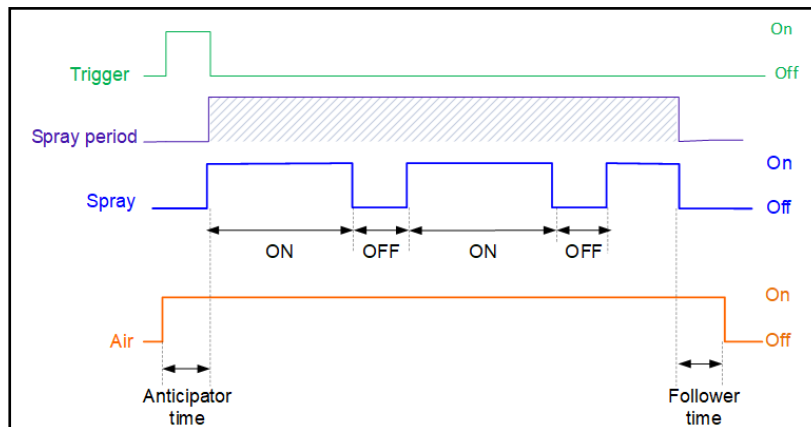 On
Trigger
Off
Spray period
On
Spray
Off
ON
OFF
ON
OFF
On
Air
Off
Anticipator
time
Follower
time